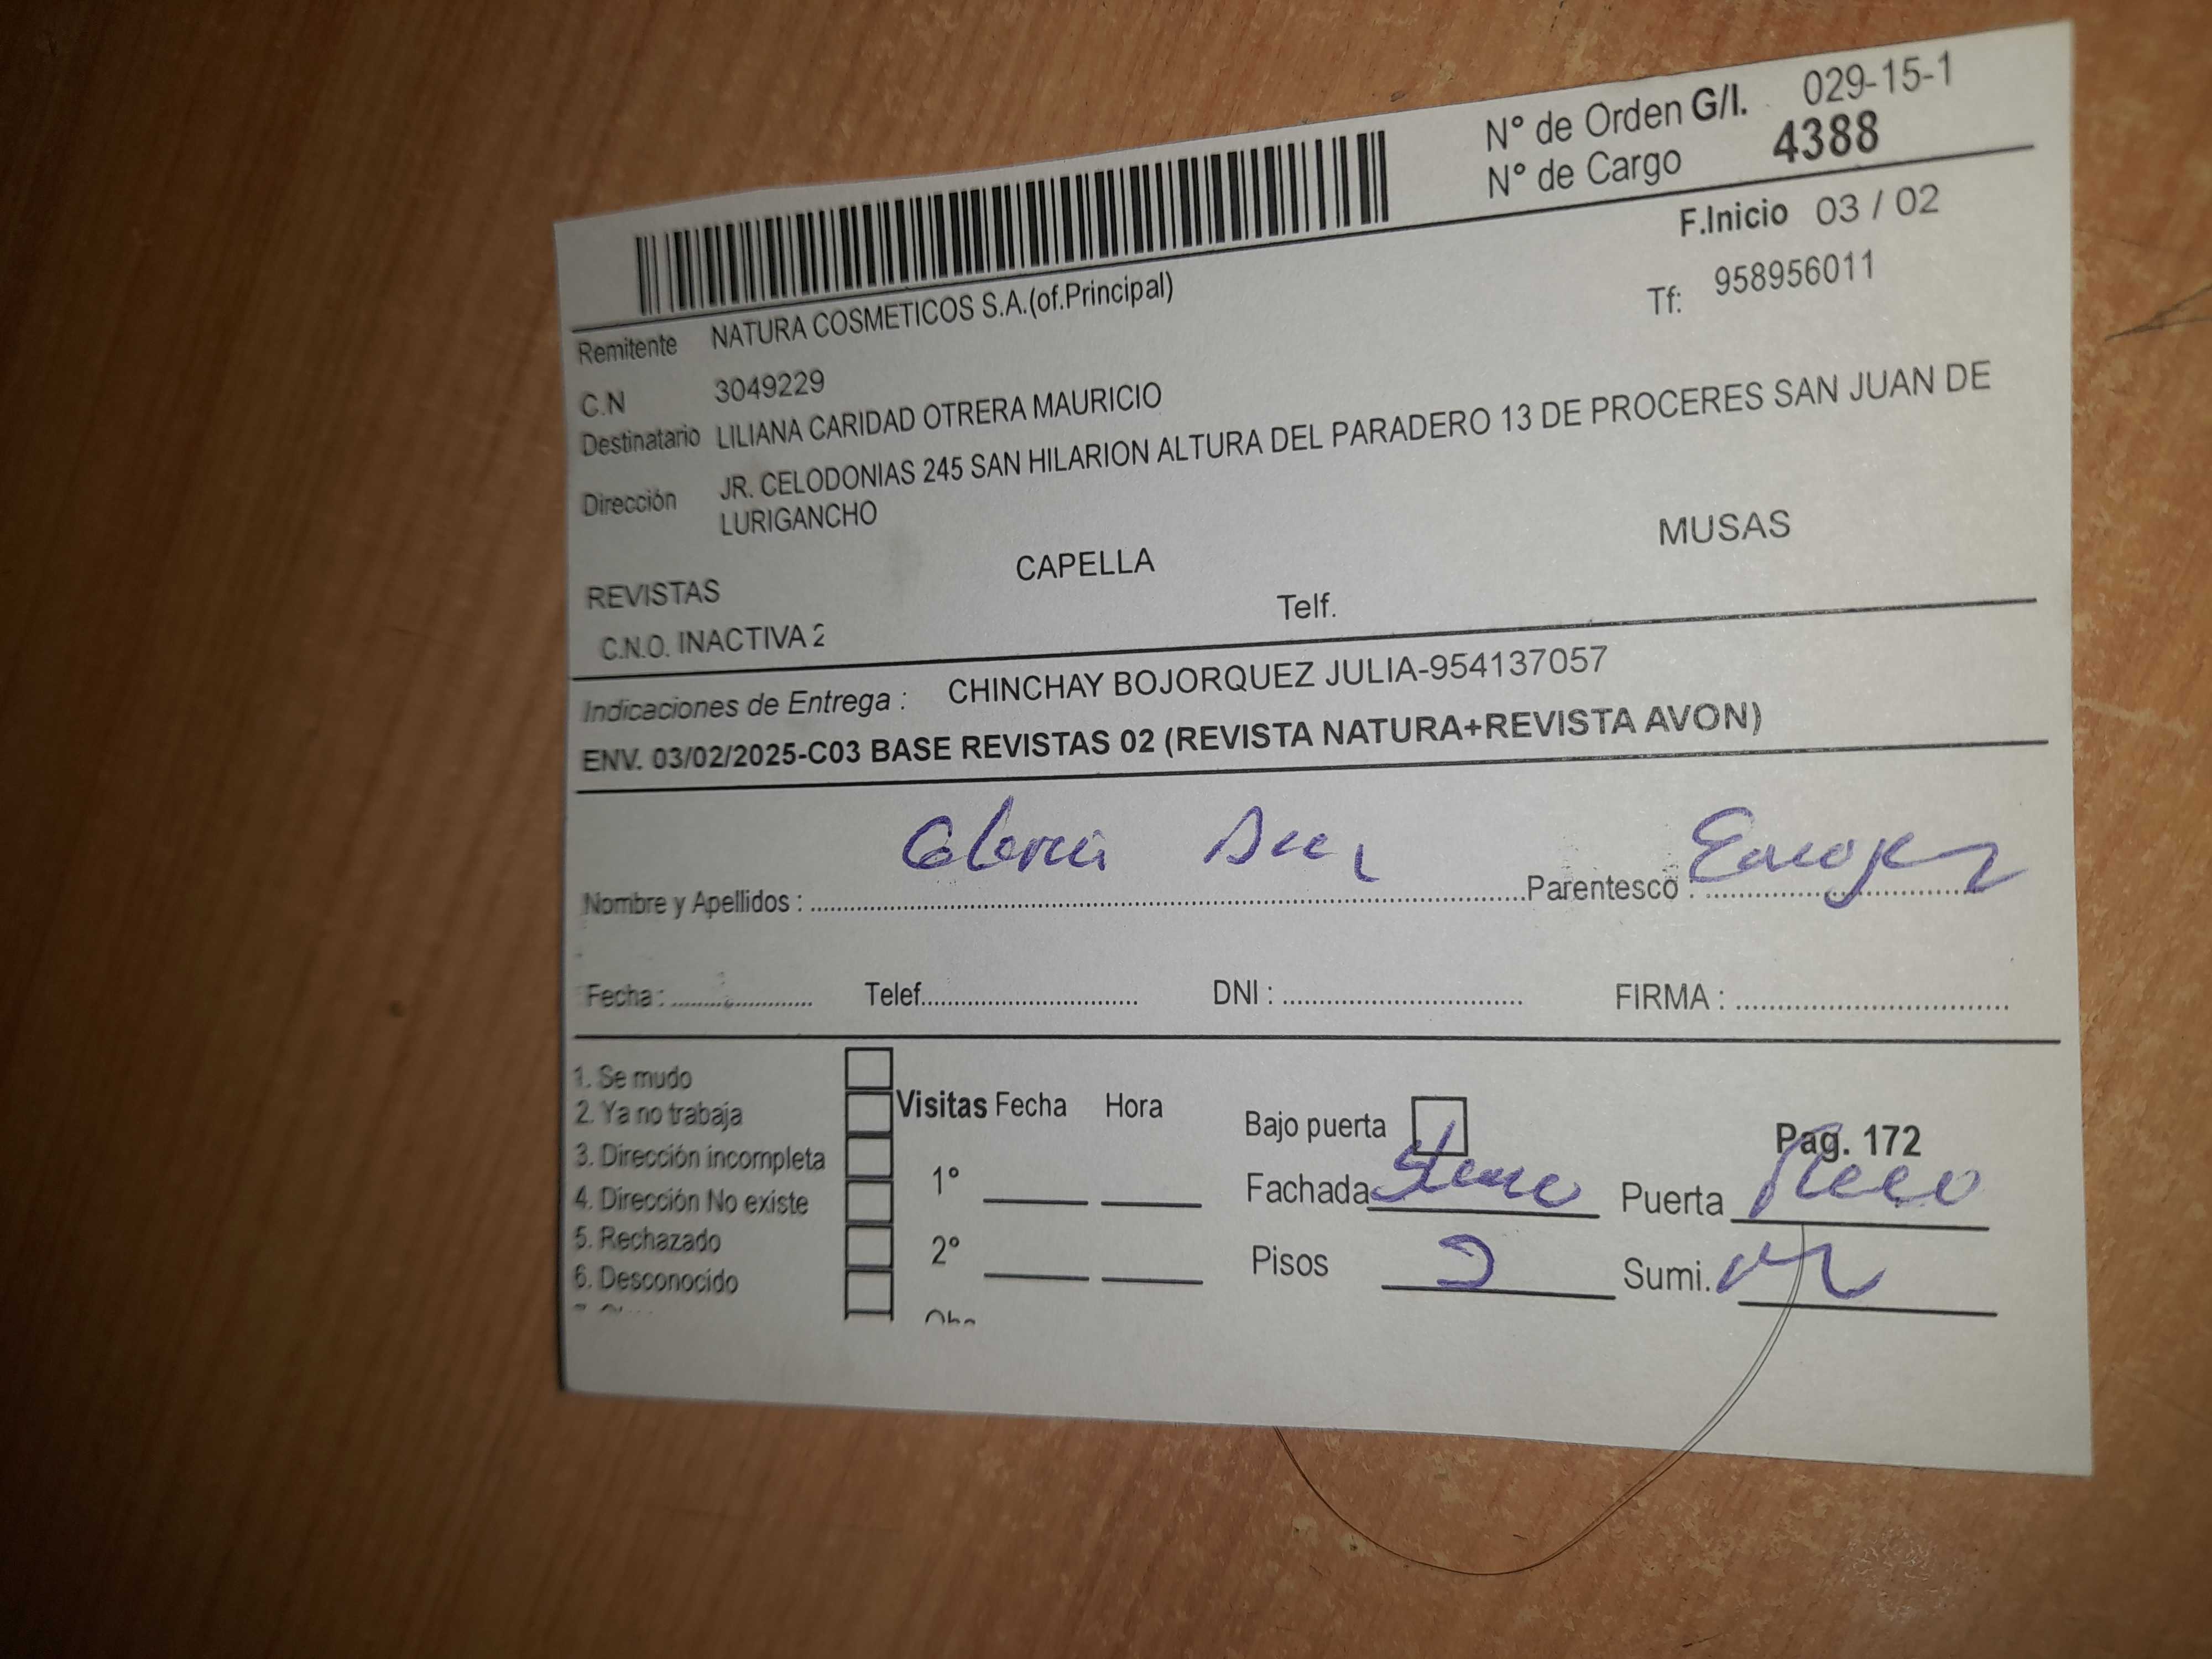 N° de Orden G/I. 029-15-1
N° de Cargo 4388
F.Inicio 03 / 02
Remitente NATURA COSMETICOS S.A.(of.Principal)
Tf: 958956011
C.N 3049229
Destinatario LILIANA CARIDAD OTRERA MAURICIO
Dirección JR. CELODONIAS 245 SAN HILARION ALTURA DEL PARADERO 13 DE PROCERES SAN JUAN DE
LURIGANCHO
REVISTAS CAPELLA MUSAS
C.N.O. INACTIVA 2 Telf.
Indicaciones de Entrega : CHINCHAY BOJORQUEZ JULIA-954137057
ENV. 03/02/2025-C03 BASE REVISTAS 02 (REVISTA NATURA+REVISTA AVON)
Nombre y Apellidos : Parentesco :
Fecha : Telef. DNI : FIRMA :
1. Se mudo
2. Ya no trabaja
3. Dirección incompleta
4. Dirección No existe
5. Rechazado
6. Desconocido
Visitas Fecha Hora
1°
2°
Bajo puerta Pag. 172
Fachada Puerta
Pisos 2 Sumi.